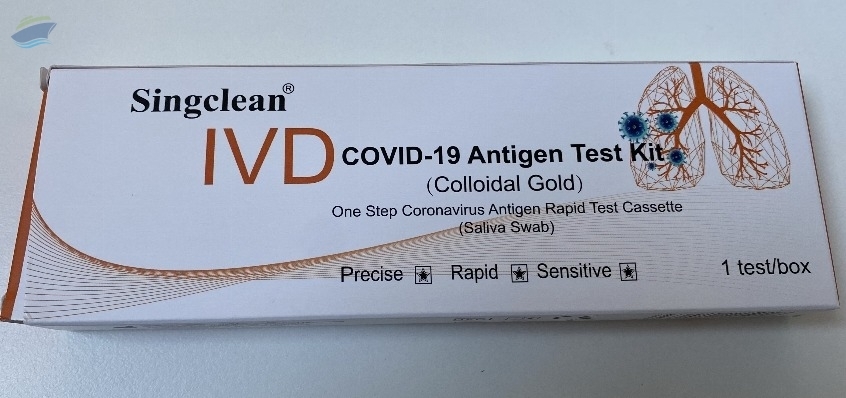 Singclean®
IVD COVID-19 Antigen Test Kit
(Colloidal Gold)
One Step Coronavirus Antigen Rapid Test Cassette
(Saliva Swab)
Precise Rapid Sensitive 1 test/box